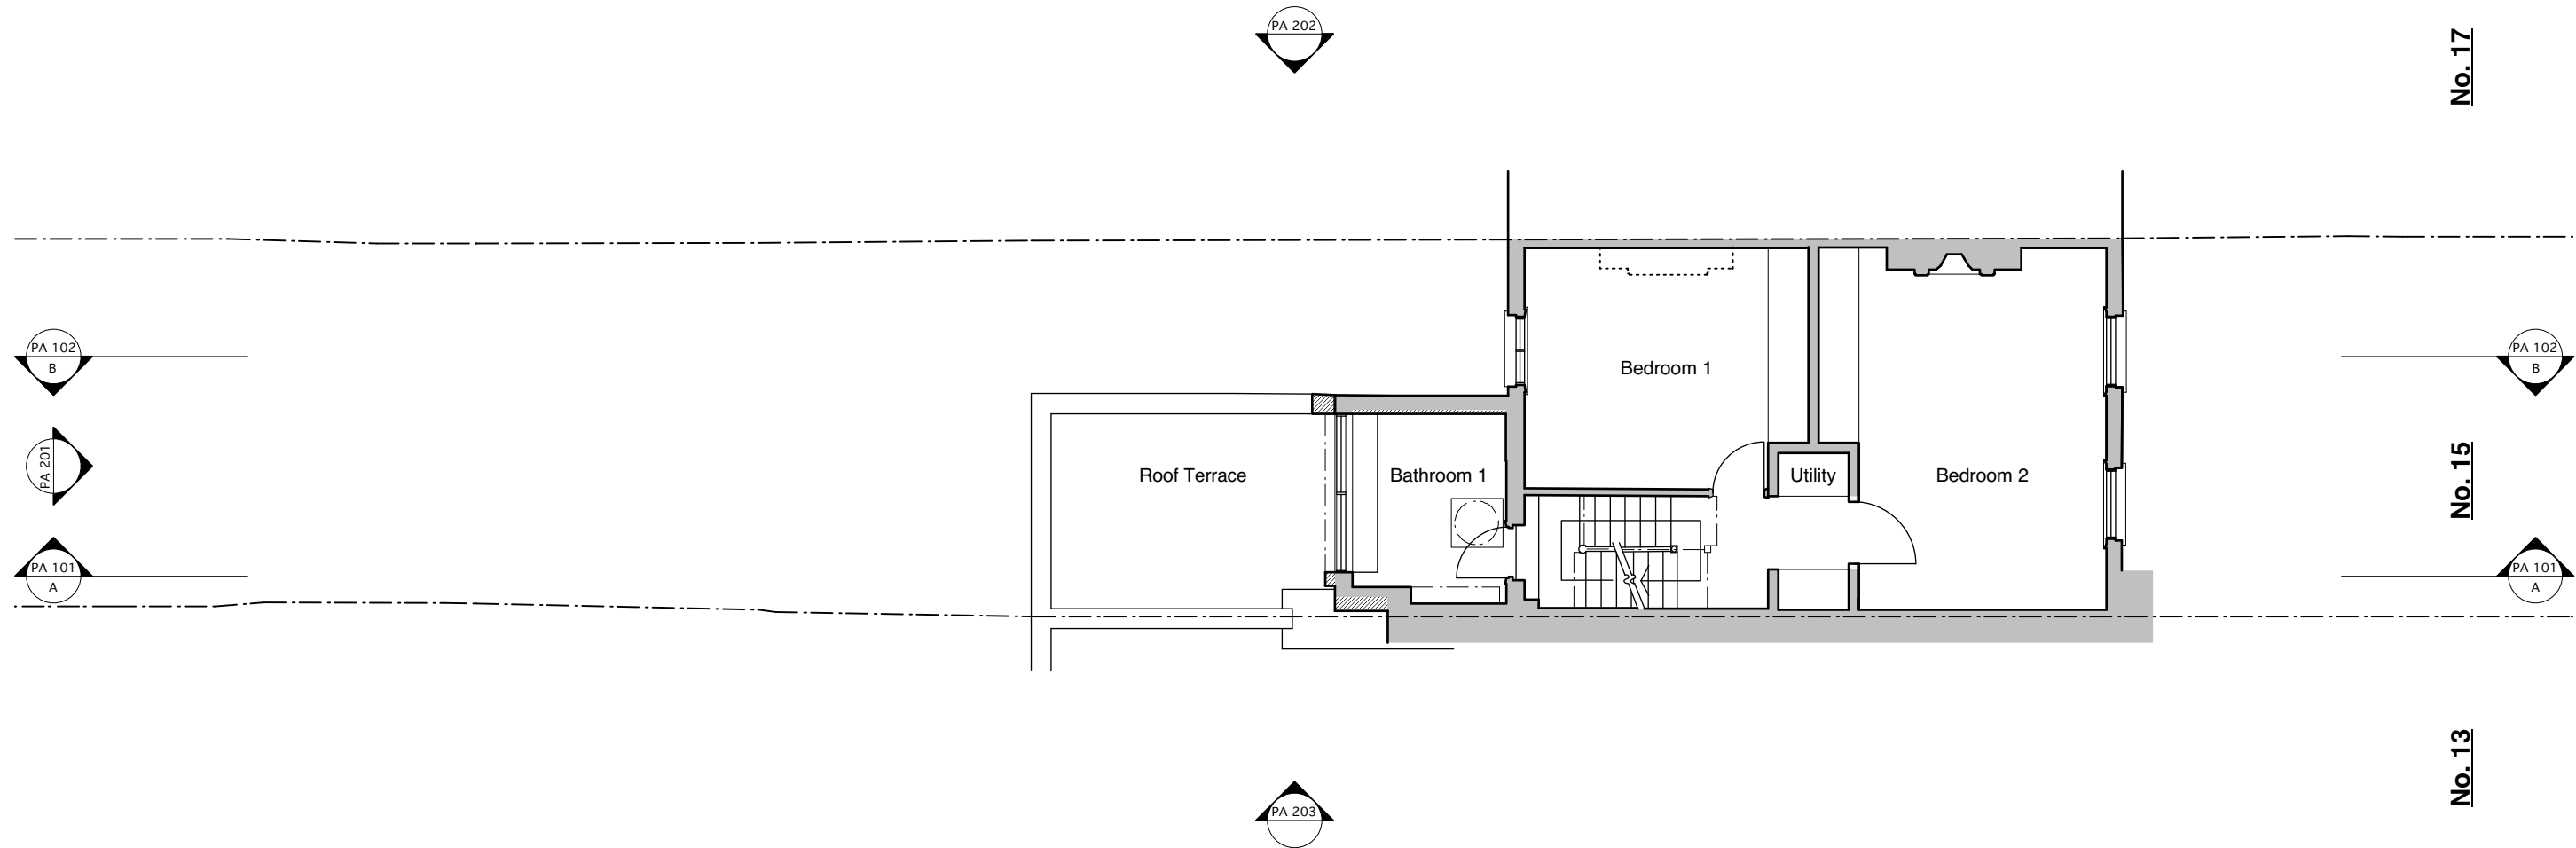 PA 202
No. 17
PA 102
B
PA 102
B
Bedroom 1
PA 201
Roof Terrace
Bathroom 1
Utility
Bedroom 2
No. 15
PA 101
A
PA 101
A
No. 13
PA 203